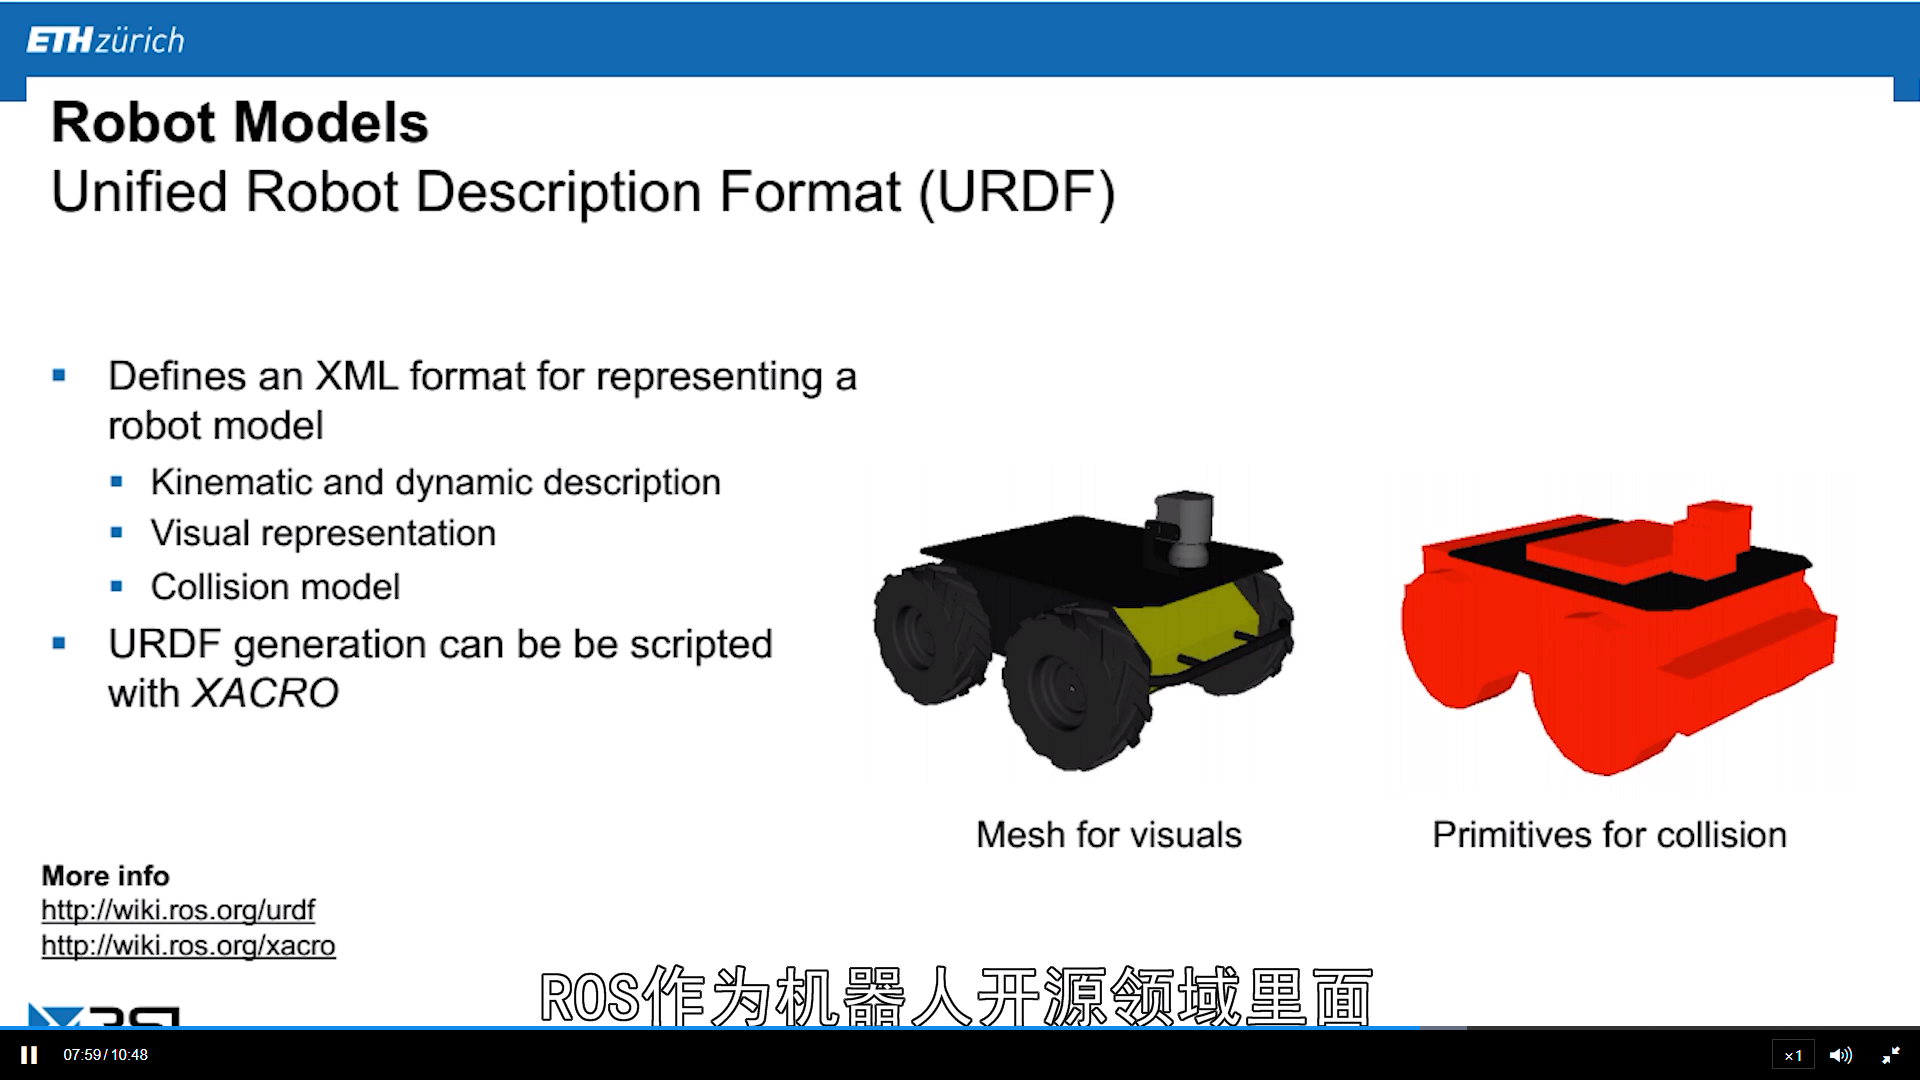 ETH zürich
Robot Models
Unified Robot Description Format (URDF)
Defines an XML format for representing a
robot model
Kinematic and dynamic description
Visual representation
Collision model
URDF generation can be be scripted
with XACRO
Mesh for visuals
Primitives for collision
More info
http://wiki.ros.org/urdf
http://wiki.ros.org/xacro
ROS作为机器人开源领域里面
07:59/10:48
×1